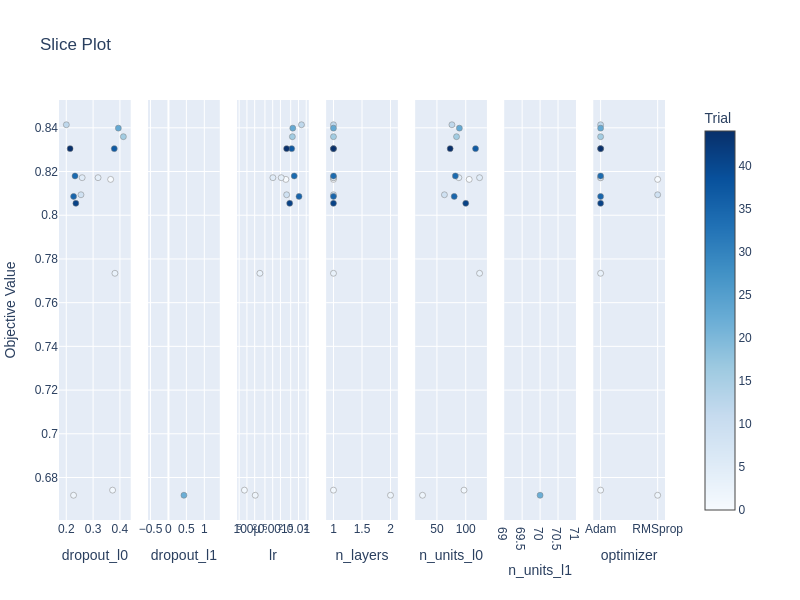 Slice Plot
Trial
Objective Value
0.84
0.82
0.8
0.78
0.76
0.74
0.72
0.7
0.68
40
35
30
25
20
15
10
5
0
0.2 0.3 0.4
−0.5 0 0.5 1
1 1.5 2
50 100
69 69.5 70 70.5 71
Adam RMSprop
dropout_l0
dropout_l1
lr
n_layers
n_units_l0
n_units_l1
optimizer